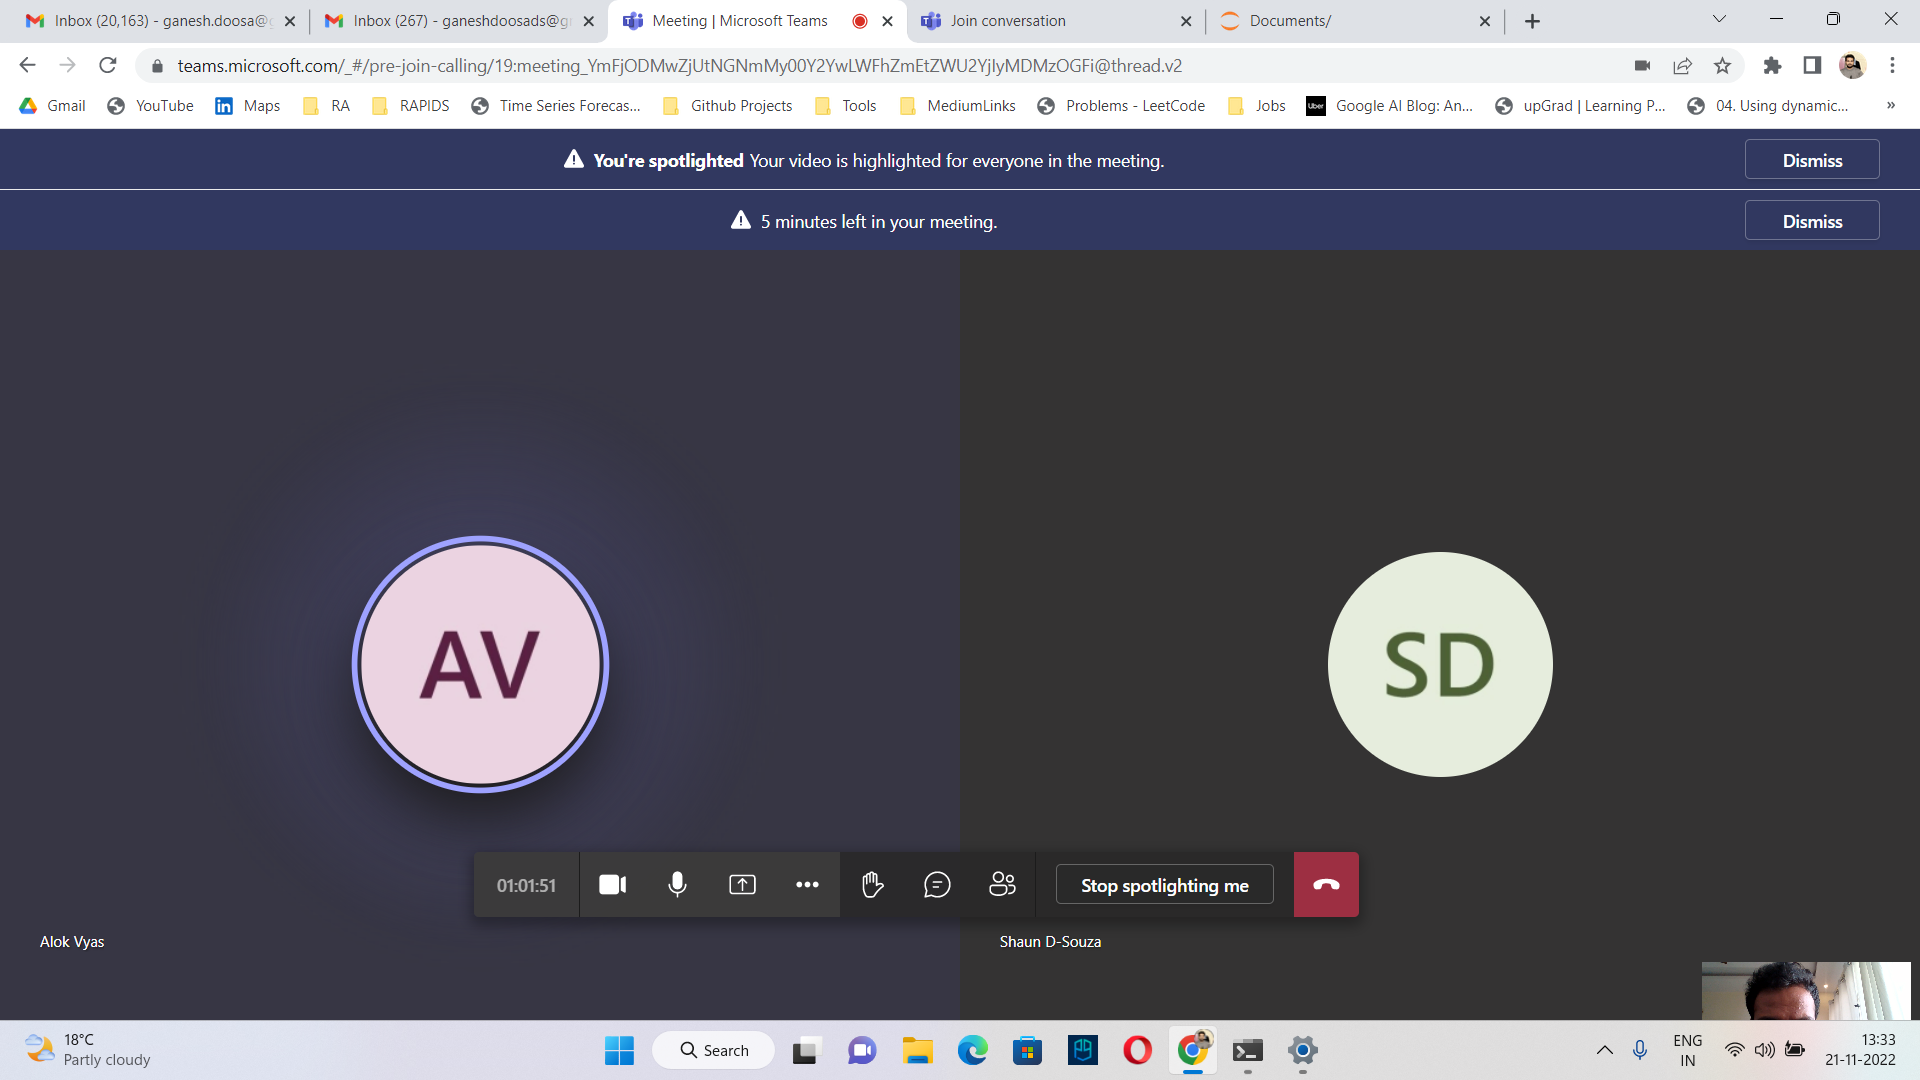 Inbox (20,163) - ganesh.doosa@g
Inbox (267) - ganeshdoosads@g
Meeting | Microsoft Teams
Join conversation
Documents/
teams.microsoft.com/_#/pre-join-calling/19:meeting_YmFjODMwZjUtNGNmMy00Y2YwLWFhZmEtZWU2YjIyMDMzOGFi@thread.v2
Gmail
YouTube
Maps
RA
RAPIDS
Time Series Forecas...
Github Projects
Tools
MediumLinks
Problems - LeetCode
Jobs
Uber
Google AI Blog: An...
upGrad | Learning P...
04. Using dynamic...
»
You're spotlighted Your video is highlighted for everyone in the meeting.
Dismiss
5 minutes left in your meeting.
Dismiss
AV
SD
01:01:51
Stop spotlighting me
Alok Vyas
Shaun D-Souza
18°C
Partly cloudy
Search
ENG
IN
13:33
21-11-2022